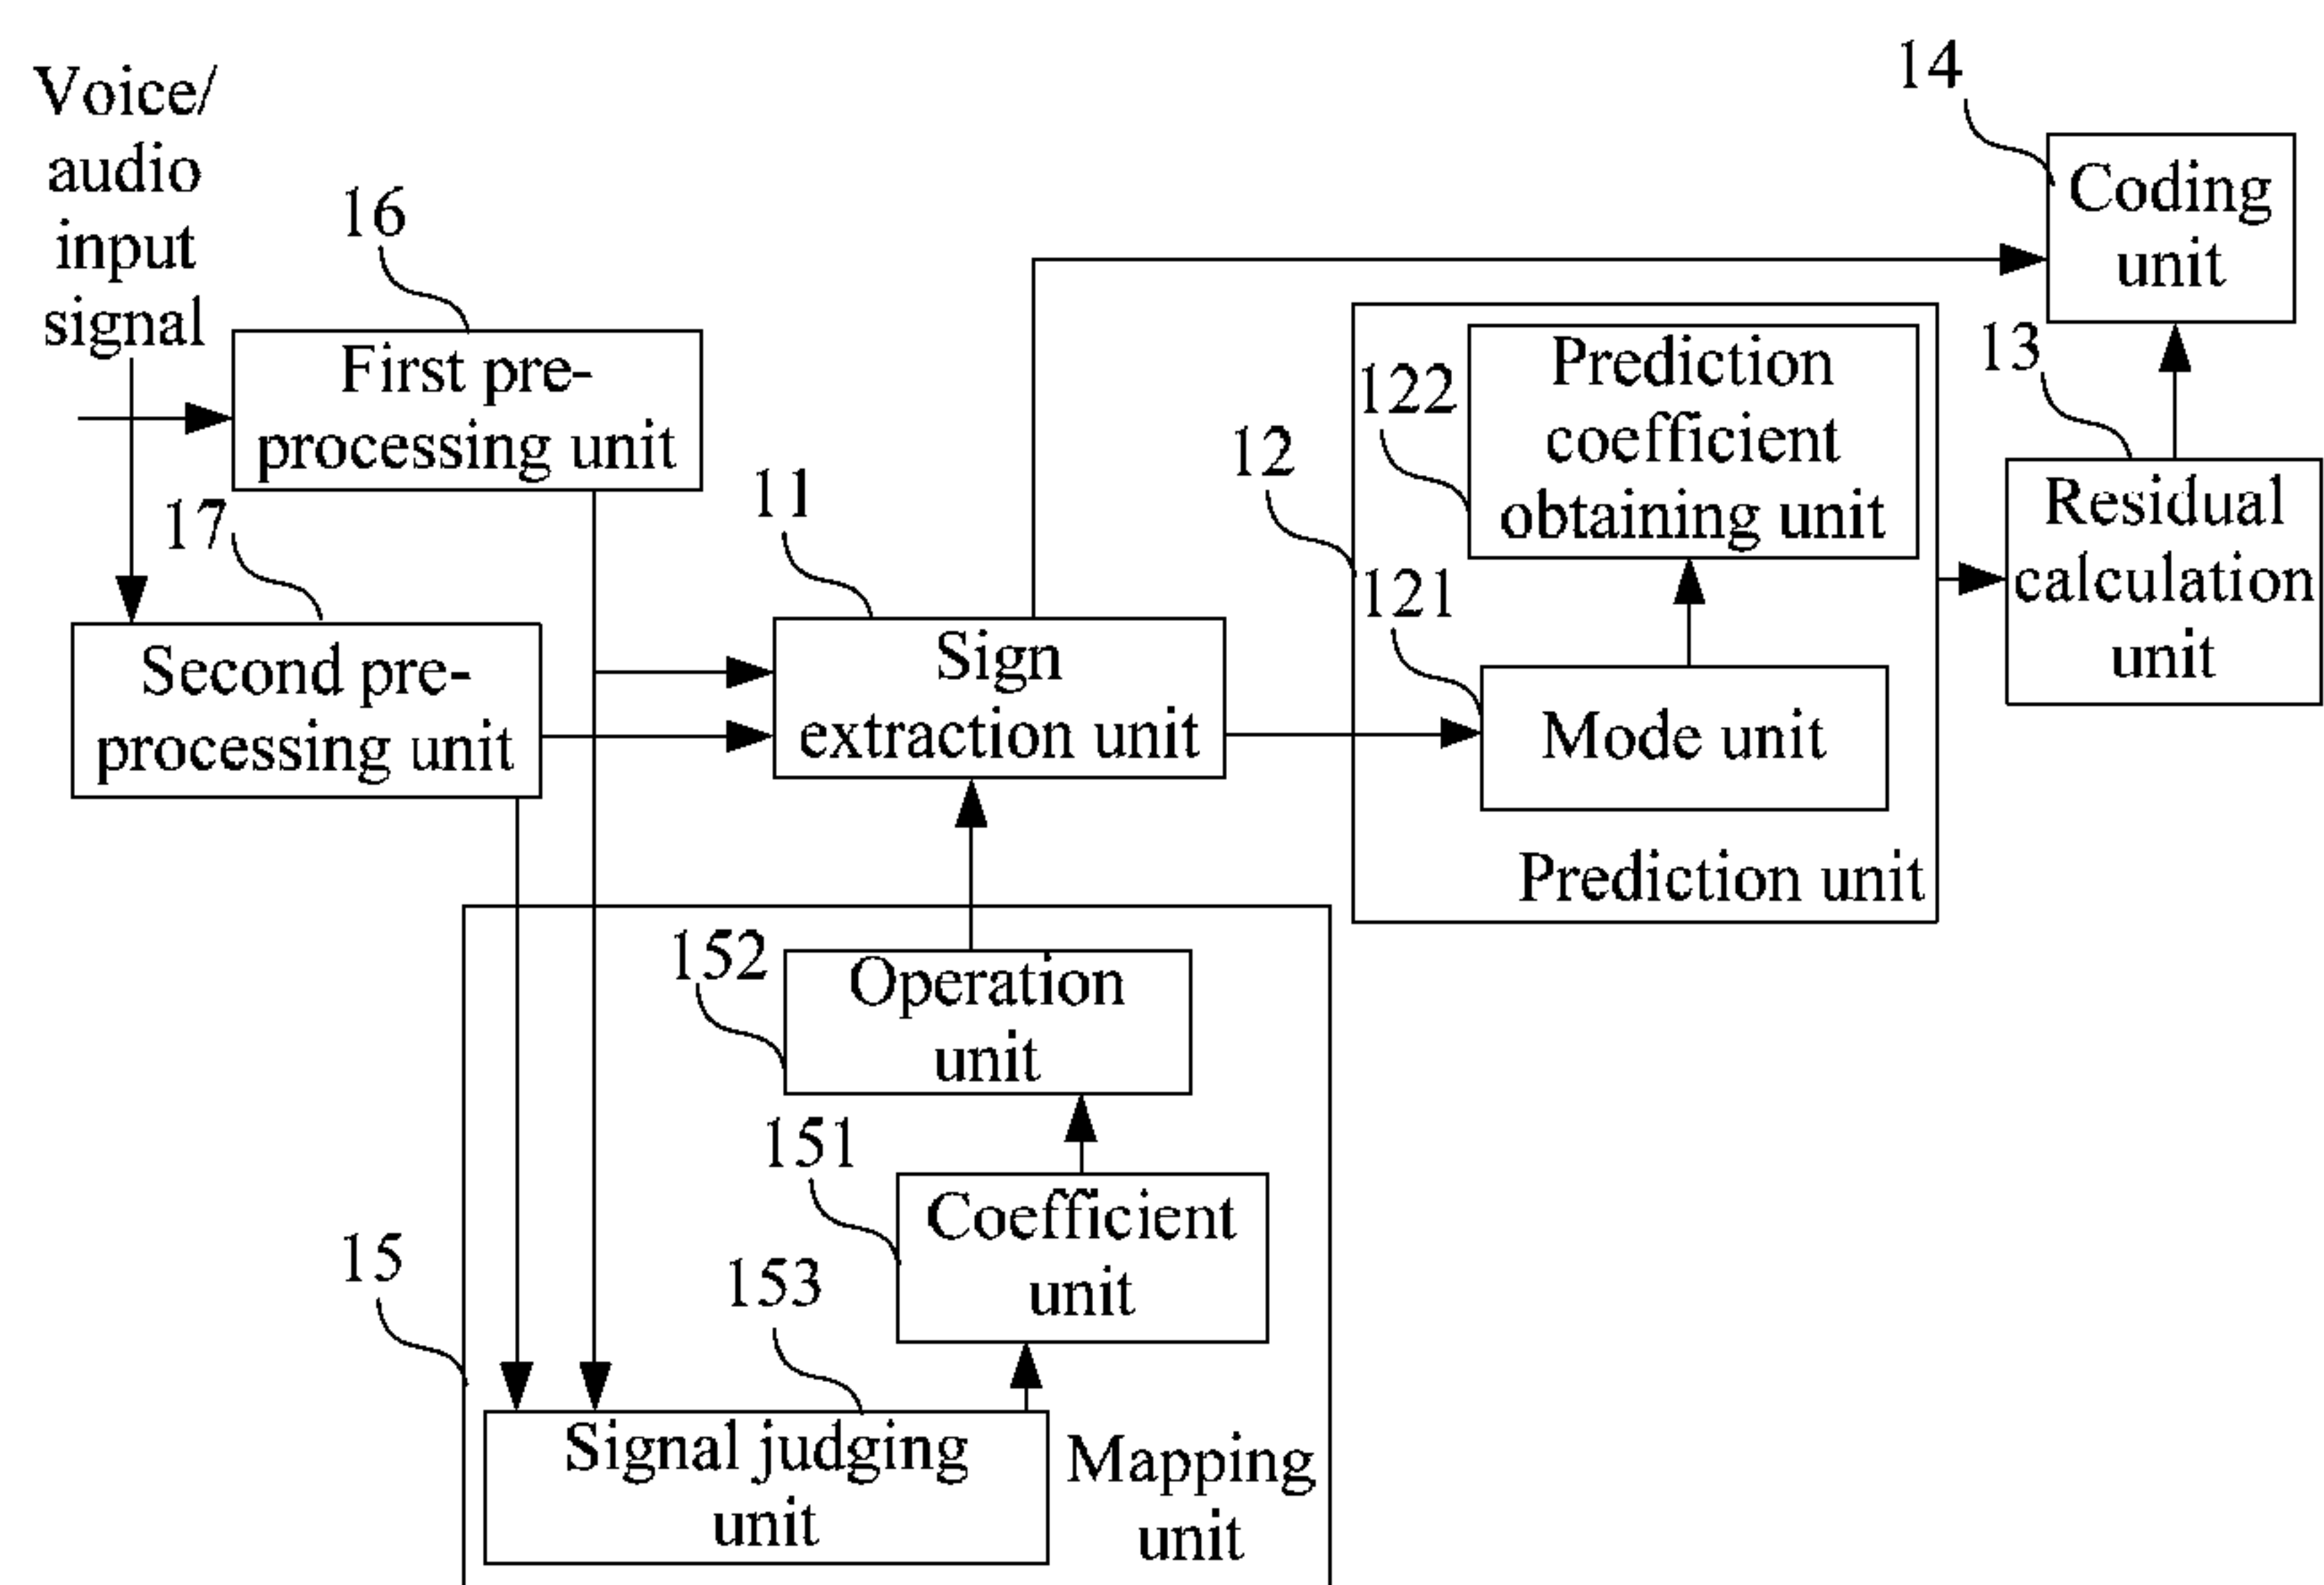 Voice/
audio
input
signal
16
First pre-
processing unit
17
Second pre-
processing unit
11
Sign
extraction unit
14
Coding
unit
12
122
Prediction
coefficient
obtaining unit
121
Mode unit
Prediction unit
13
Residual
calculation
unit
152
Operation
unit
151
Coefficient
unit
15
153
Signal judging
unit
Mapping
unit